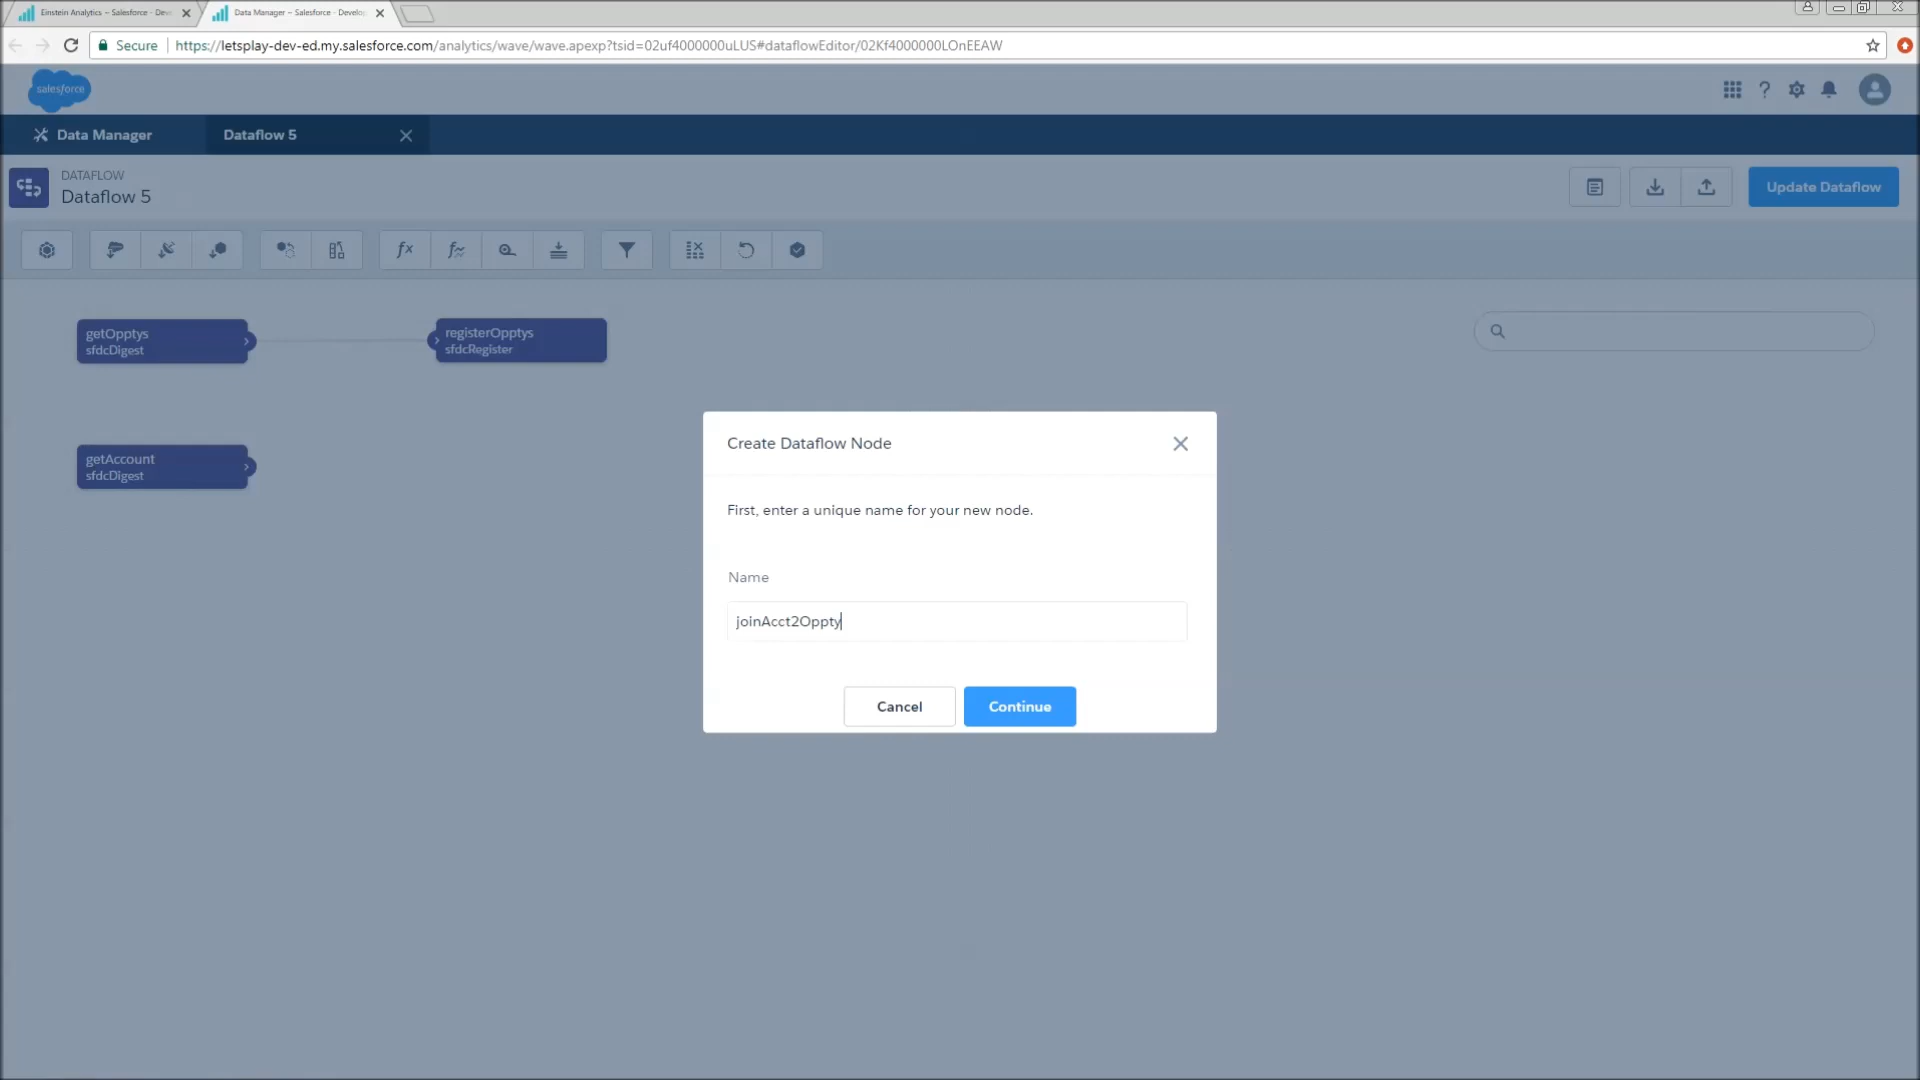 Einstein Analytics ~ Salesforce - Dev
Data Manager ~ Salesforce - Develo
Secure
https://letsplay-dev-ed.my.salesforce.com/analytics/wave/wave.apexp?tsid=02uf4000000uLUS#dataflowEditor/02Kf4000000LOnEEAW
salesforce
Data Manager
Dataflow 5
DATAFLOW
Dataflow 5
Update Dataflow
getOpptys
sfdcDigest
registerOpptys
sfdcRegister
getAccount
sfdcDigest
Create Dataflow Node
First, enter a unique name for your new node.
Name
joinAcct2Oppty
Cancel
Continue